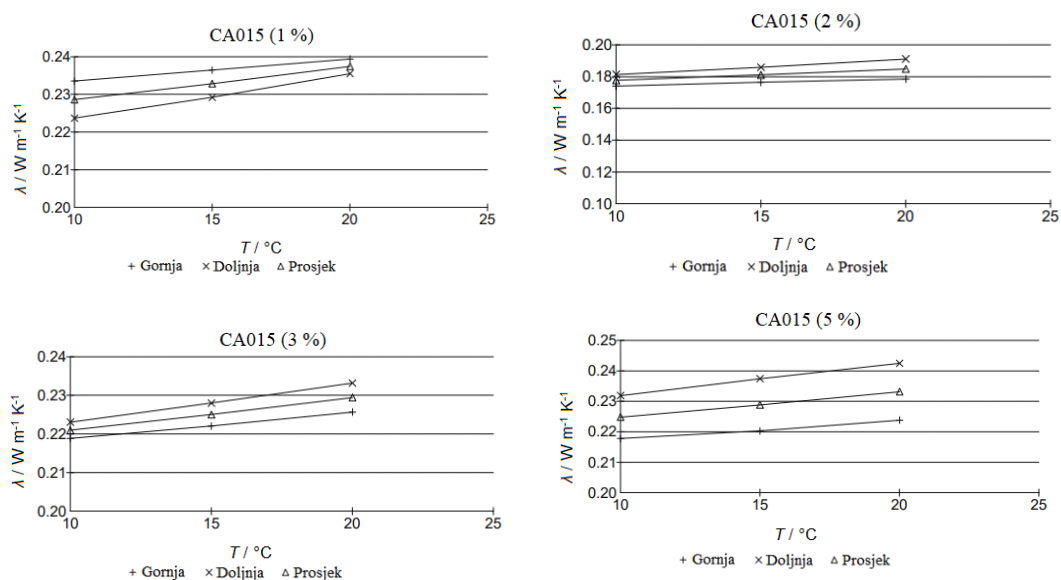 CA015 (1 %)
λ / W m⁻¹ K⁻¹
0.24
0.23
0.22
0.21
0.20
10 15 20 25
T / °C
+ Gornja × Doljnja △ Prosjek
CA015 (2 %)
λ / W m⁻¹ K⁻¹
0.20
0.18
0.16
0.14
0.12
0.10
10 15 20 25
T / °C
+ Gornja × Doljnja △ Prosjek
CA015 (3 %)
λ / W m⁻¹ K⁻¹
0.24
0.23
0.22
0.21
0.20
10 15 20 25
T / °C
+ Gornja × Doljnja △ Prosjek
CA015 (5 %)
λ / W m⁻¹ K⁻¹
0.25
0.24
0.23
0.22
0.21
0.20
10 15 20 25
T / °C
+ Gornja × Doljnja △ Prosjek